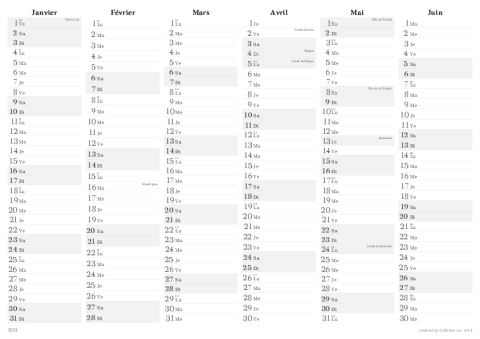 Janvier
1 Ve Nouvel an
2 Sa
3 Di
4 Lu
5 Ma
6 Me
7 Je
8 Ve
9 Sa
10 Di
11 Lu
12 Ma
13 Me
14 Je
15 Ve
16 Sa
17 Di
18 Lu
19 Ma
20 Me
21 Je
22 Ve
23 Sa
24 Di
25 Lu
26 Ma
27 Me
28 Je
29 Ve
30 Sa
31 Di
Février
1 Lu
2 Ma
3 Me
4 Je
5 Ve
6 Sa
7 Di
8 Lu
9 Ma
10 Me
11 Je
12 Ve
13 Sa
14 Di
15 Lu
16 Ma Mardi gras
17 Me
18 Je
19 Ve
20 Sa
21 Di
22 Lu
23 Ma
24 Me
25 Je
26 Ve
27 Sa
28 Di
Mars
1 Lu
2 Ma
3 Me
4 Je
5 Ve
6 Sa
7 Di
8 Lu
9 Ma
10 Me
11 Je
12 Ve
13 Sa
14 Di
15 Lu
16 Ma
17 Me
18 Je
19 Ve
20 Sa
21 Di
22 Lu
23 Ma
24 Me
25 Je
26 Ve
27 Sa
28 Di
29 Lu
30 Ma
31 Me
Avril
1 Je
2 Ve Vendredi saint
3 Sa
4 Di Pâques
5 Lu Lundi de Pâques
6 Ma
7 Me
8 Je
9 Ve
10 Sa
11 Di
12 Lu
13 Ma
14 Me
15 Je
16 Ve
17 Sa
18 Di
19 Lu
20 Ma
21 Me
22 Je
23 Ve
24 Sa
25 Di
26 Lu
27 Ma
28 Me
29 Je
30 Ve
Mai
1 Sa Fête du Travail
2 Di
3 Lu
4 Ma
5 Me
6 Je
7 Ve
8 Sa Fête de la Victoire
9 Di
10 Lu
11 Ma
12 Me
13 Je Ascension
14 Ve
15 Sa
16 Di
17 Lu
18 Ma
19 Me
20 Je
21 Ve
22 Sa
23 Di
24 Lu Lundi de Pentecôte
25 Ma
26 Me
27 Je
28 Ve
29 Sa
30 Di
31 Lu
Juin
1 Ma
2 Me
3 Je
4 Ve
5 Sa
6 Di
7 Lu
8 Ma
9 Me
10 Je
11 Ve
12 Sa
13 Di
14 Lu
15 Ma
16 Me
17 Je
18 Ve
19 Sa
20 Di
21 Lu
22 Ma
23 Me
24 Je
25 Ve
26 Sa
27 Di
28 Lu
29 Ma
30 Me
2021
created by